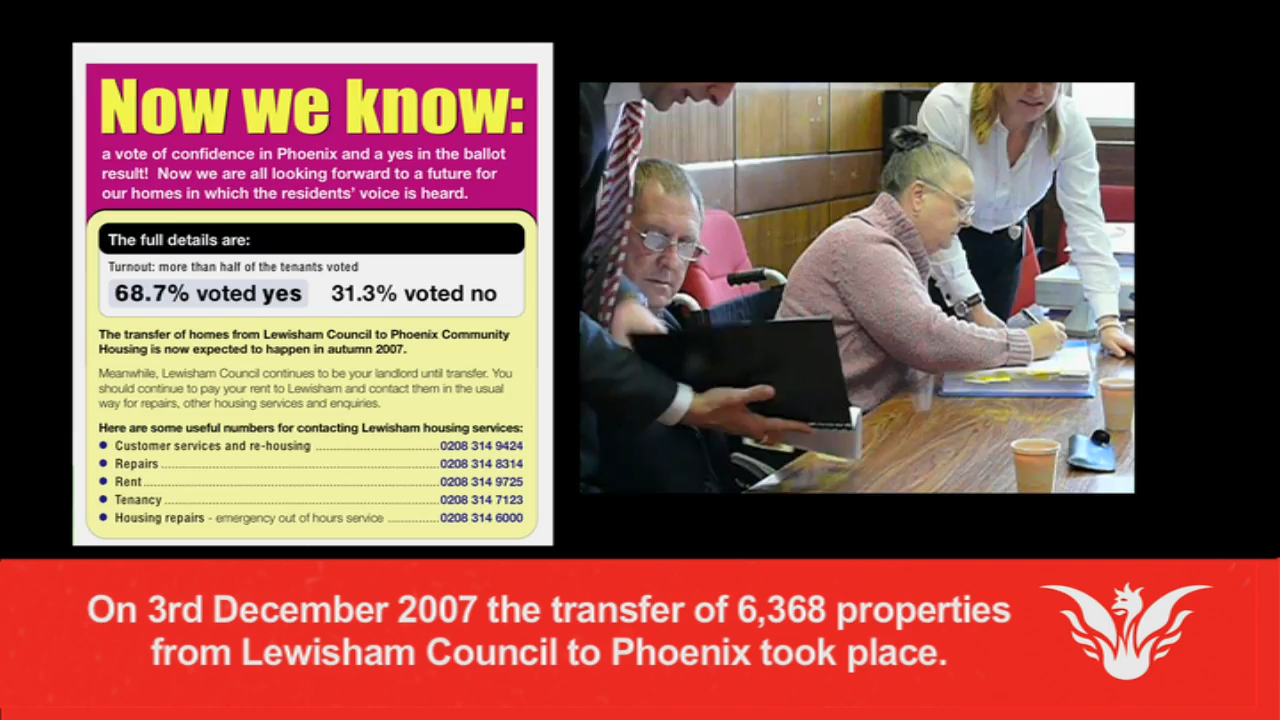 Now we know:
a vote of confidence in Phoenix and a yes in the ballot
result! Now we are all looking forward to a future for
our homes in which the residents' voice is heard.
The full details are:
Turnout: more than half of the tenants voted
68.7% voted yes 31.3% voted no
The transfer of homes from Lewisham Council to Phoenix Community
Housing is now expected to happen in autumn 2007.
Meanwhile, Lewisham Council continues to be your landlord until transfer. You
should continue to pay your rent to Lewisham and contact them in the usual
way for repairs, other housing services and enquiries.
Here are some useful numbers for contacting Lewisham housing services:
• Customer services and re-housing ........................ 0208 314 9424
• Repairs ........................ 0208 314 8314
• Rent ........................ 0208 314 9725
• Tenancy ........................ 0208 314 7123
• Housing repairs - emergency out of hours service ............ 0208 314 6000
On 3rd December 2007 the transfer of 6,368 properties
from Lewisham Council to Phoenix took place.